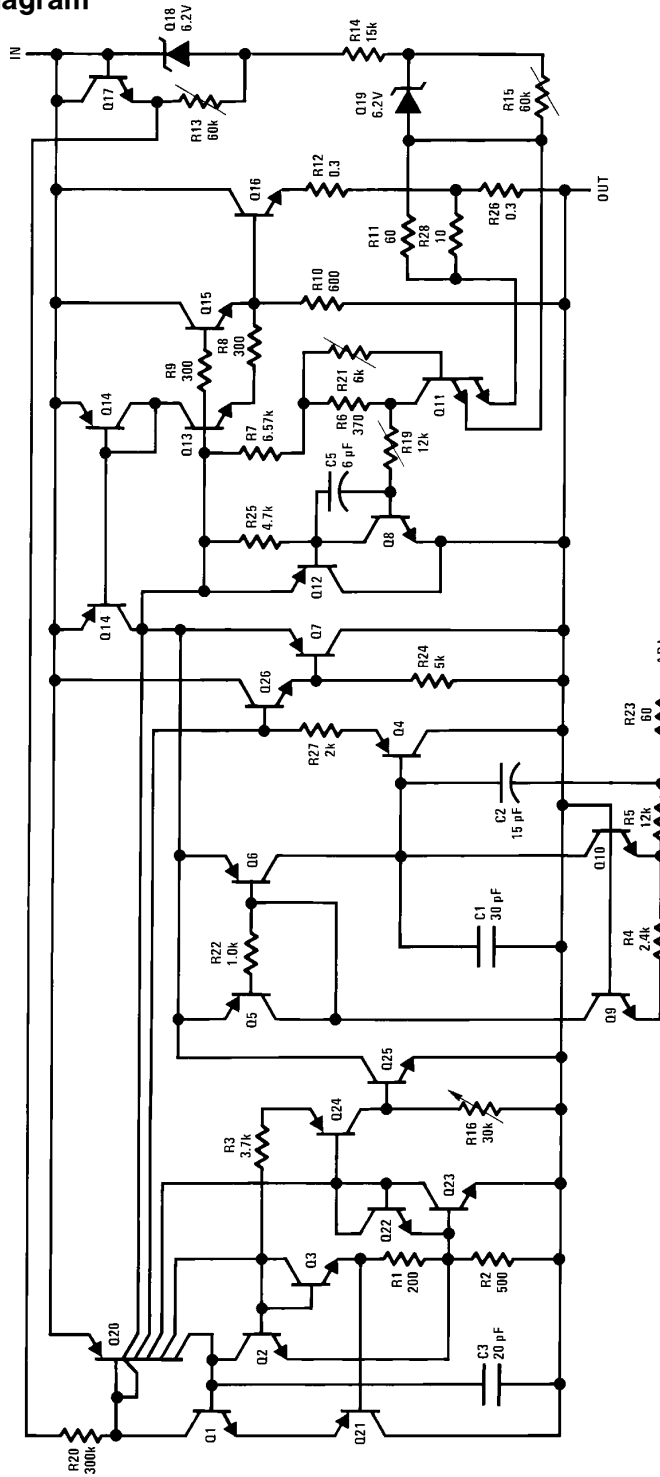 agram
IN
Q18
6.2V
Q17
R13
60k
R14
15k
Q19
6.2V
R15
60k
Q16
R12
0.3
R11
60
R28
10
R26
0.3
OUT
Q15
R9
300
R8
300
R10
600
Q14
Q13
R7
6.57k
R21
6k
R6
370
R19
12k
Q11
C5
6 pF
R25
4.7k
Q12
Q8
Q14
Q7
Q26
R24
5k
R27
2k
Q4
C2
15 pF
R23
60
R5
12k
Q6
Q10
R22
1.0k
C1
30 pF
R4
2.4k
Q5
Q9
Q25
Q24
R3
3.7k
R16
30k
Q22
Q23
Q20
Q3
R1
200
R2
500
Q2
C3
20 pF
R20
300k
Q1
Q21